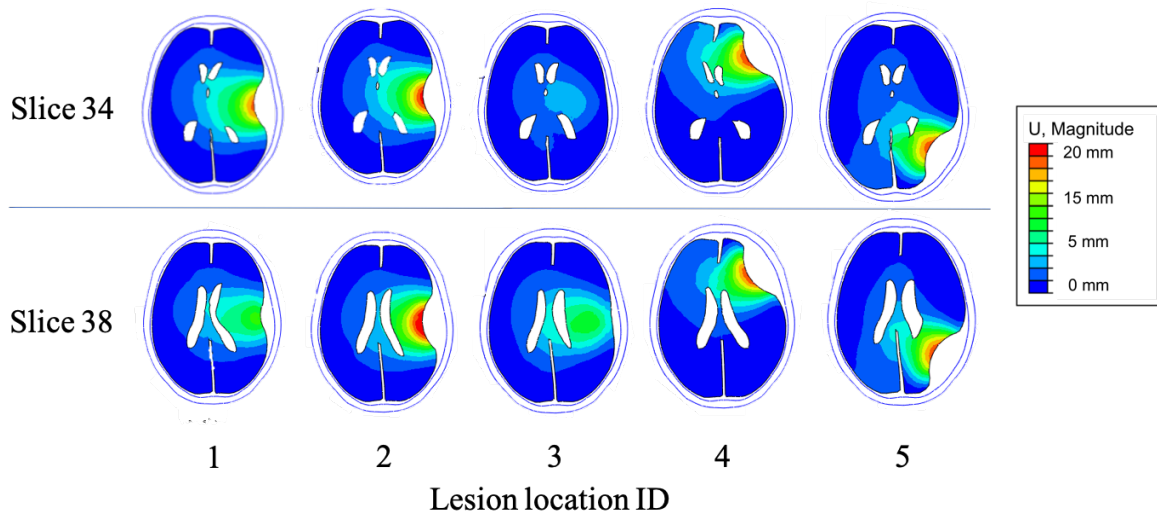 Slice 34
U, Magnitude
20 mm
15 mm
5 mm
0 mm
Slice 38
1 2 3 4 5
Lesion location ID